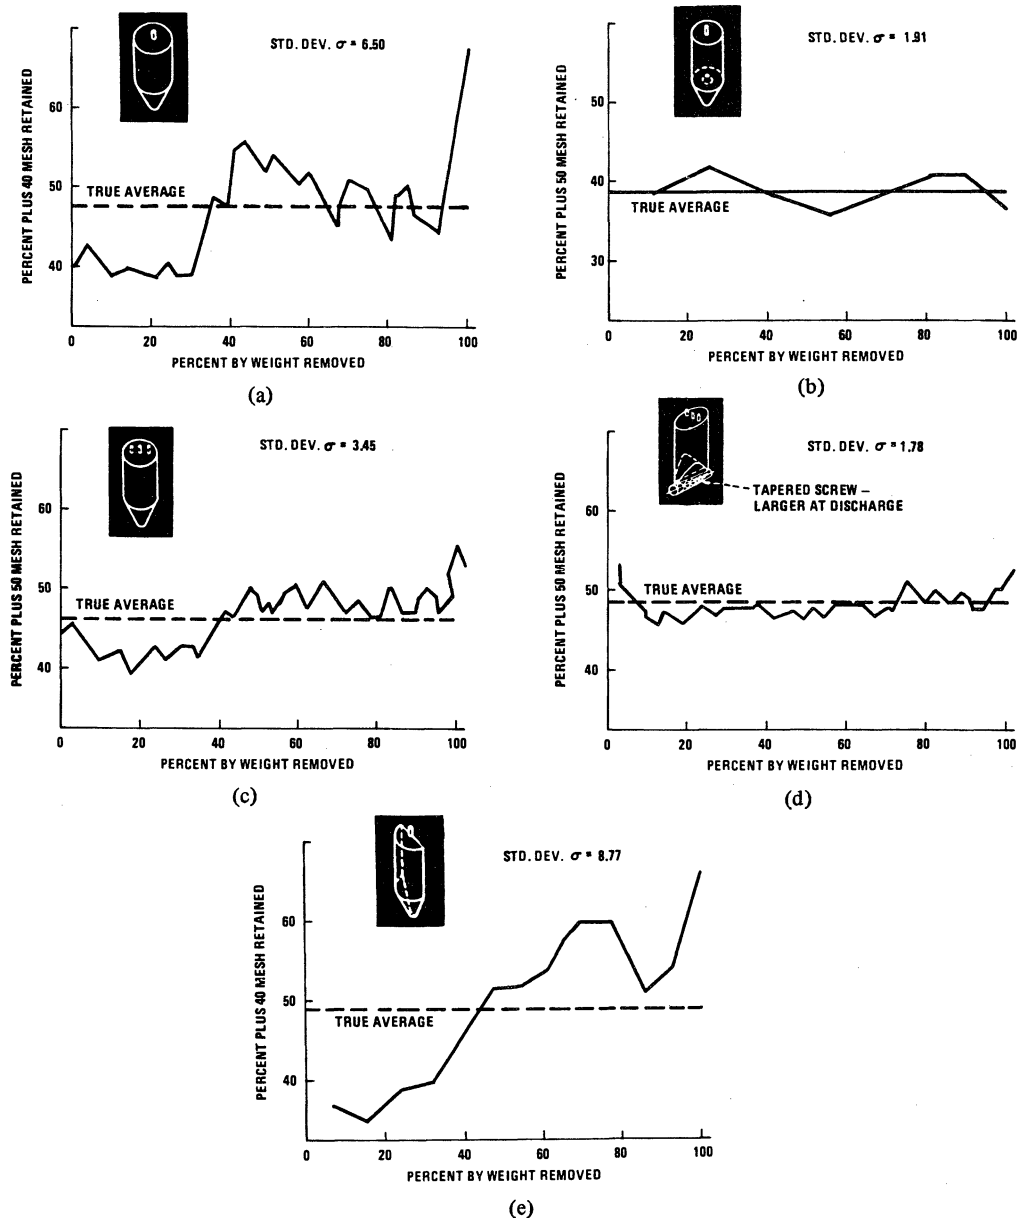 STD. DEV. σ = 6.50
PERCENT PLUS 40 MESH RETAINED
60
50
40
TRUE AVERAGE
0 20 40 60 80 100
PERCENT BY WEIGHT REMOVED
(a)
STD. DEV. σ = 1.91
PERCENT PLUS 50 MESH RETAINED
50
40
30
TRUE AVERAGE
0 20 40 60 80 100
PERCENT BY WEIGHT REMOVED
(b)
STD. DEV. σ = 3.45
PERCENT PLUS 50 MESH RETAINED
60
50
40
TRUE AVERAGE
0 20 40 60 80 100
PERCENT BY WEIGHT REMOVED
(c)
STD. DEV. σ = 1.78
TAPERED SCREW –
LARGER AT DISCHARGE
PERCENT PLUS 50 MESH RETAINED
60
50
40
TRUE AVERAGE
0 20 40 60 80 100
PERCENT BY WEIGHT REMOVED
(d)
STD. DEV. σ = 8.77
PERCENT PLUS 40 MESH RETAINED
60
50
40
TRUE AVERAGE
0 20 40 60 80 100
PERCENT BY WEIGHT REMOVED
(e)